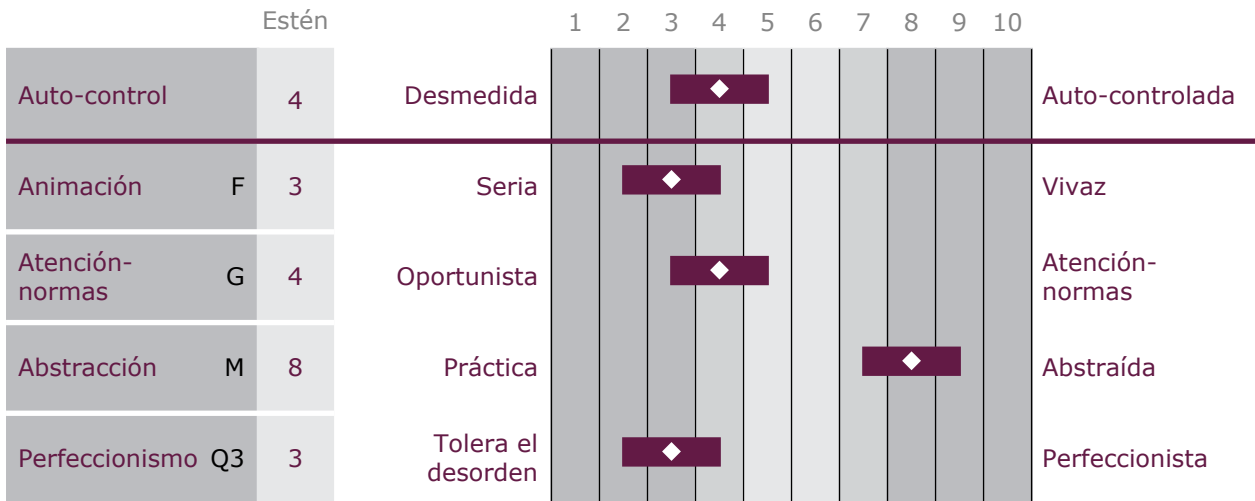 Estén 1 2 3 4 5 6 7 8 9 10
Auto-control 4 Desmedida Auto-controlada
Animación F 3 Seria Vivaz
Atención-
normas G 4 Oportunista Atención-
normas
Abstracción M 8 Práctica Abstraída
Perfeccionismo Q3 3 Tolera el
desorden Perfeccionista